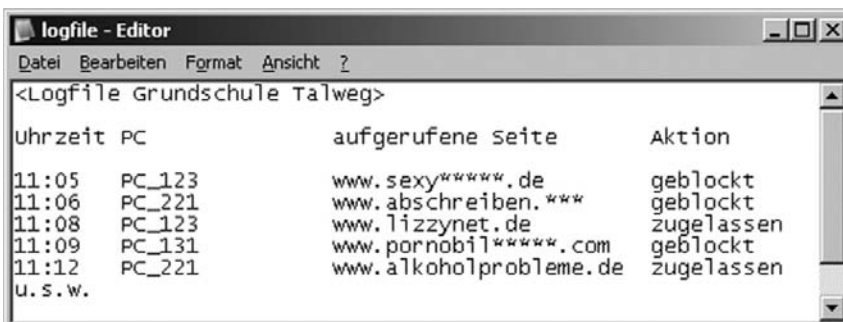 logfile - Editor
Datei Bearbeiten Format Ansicht ?
<Logfile Grundschule Talweg>
Uhrzeit PC aufgerufene Seite Aktion
11:05 PC_123 www.sexy*****.de geblockt
11:06 PC_221 www.abschreiben.*** geblockt
11:08 PC_123 www.lizzynet.de zugelassen
11:09 PC_131 www.pornobil*****.com geblockt
11:12 PC_221 www.alkoholprobleme.de zugelassen
u.s.w.